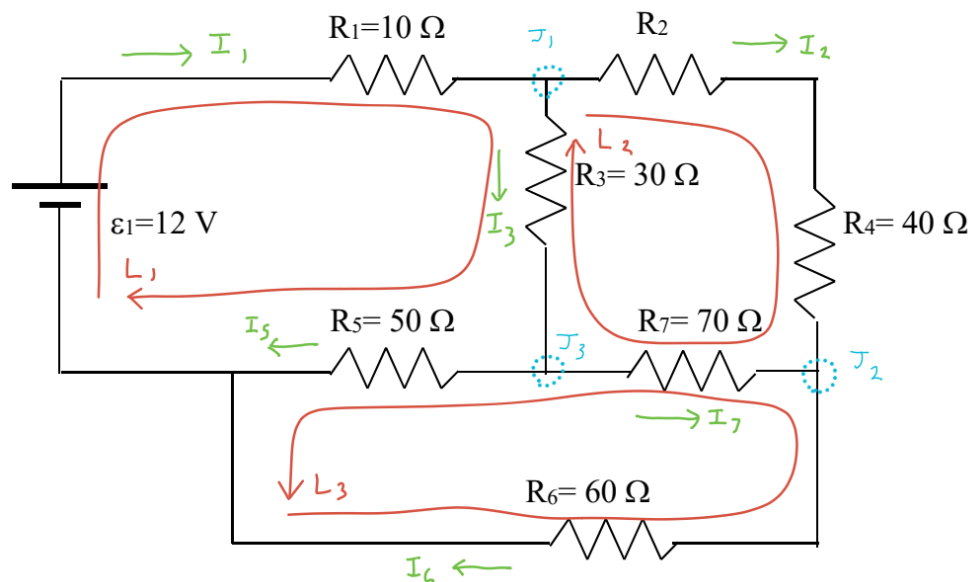 I₁
R₁=10 Ω
J₁
R₂
I₂
L₂
R₃= 30 Ω
I₃
ε₁=12 V
R₄= 40 Ω
L₁
I₅
R₅= 50 Ω
J₃
R₇= 70 Ω
J₂
I₇
L₃
R₆= 60 Ω
I₆